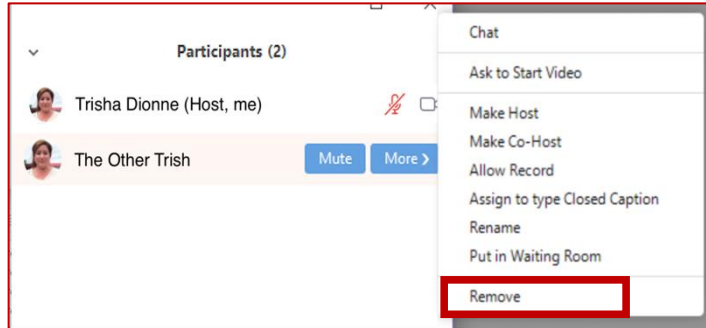 Participants (2)
Trisha Dionne (Host, me)
The Other Trish
Mute
More
Chat
Ask to Start Video
Make Host
Make Co-Host
Allow Record
Assign to type Closed Caption
Rename
Put in Waiting Room
Remove